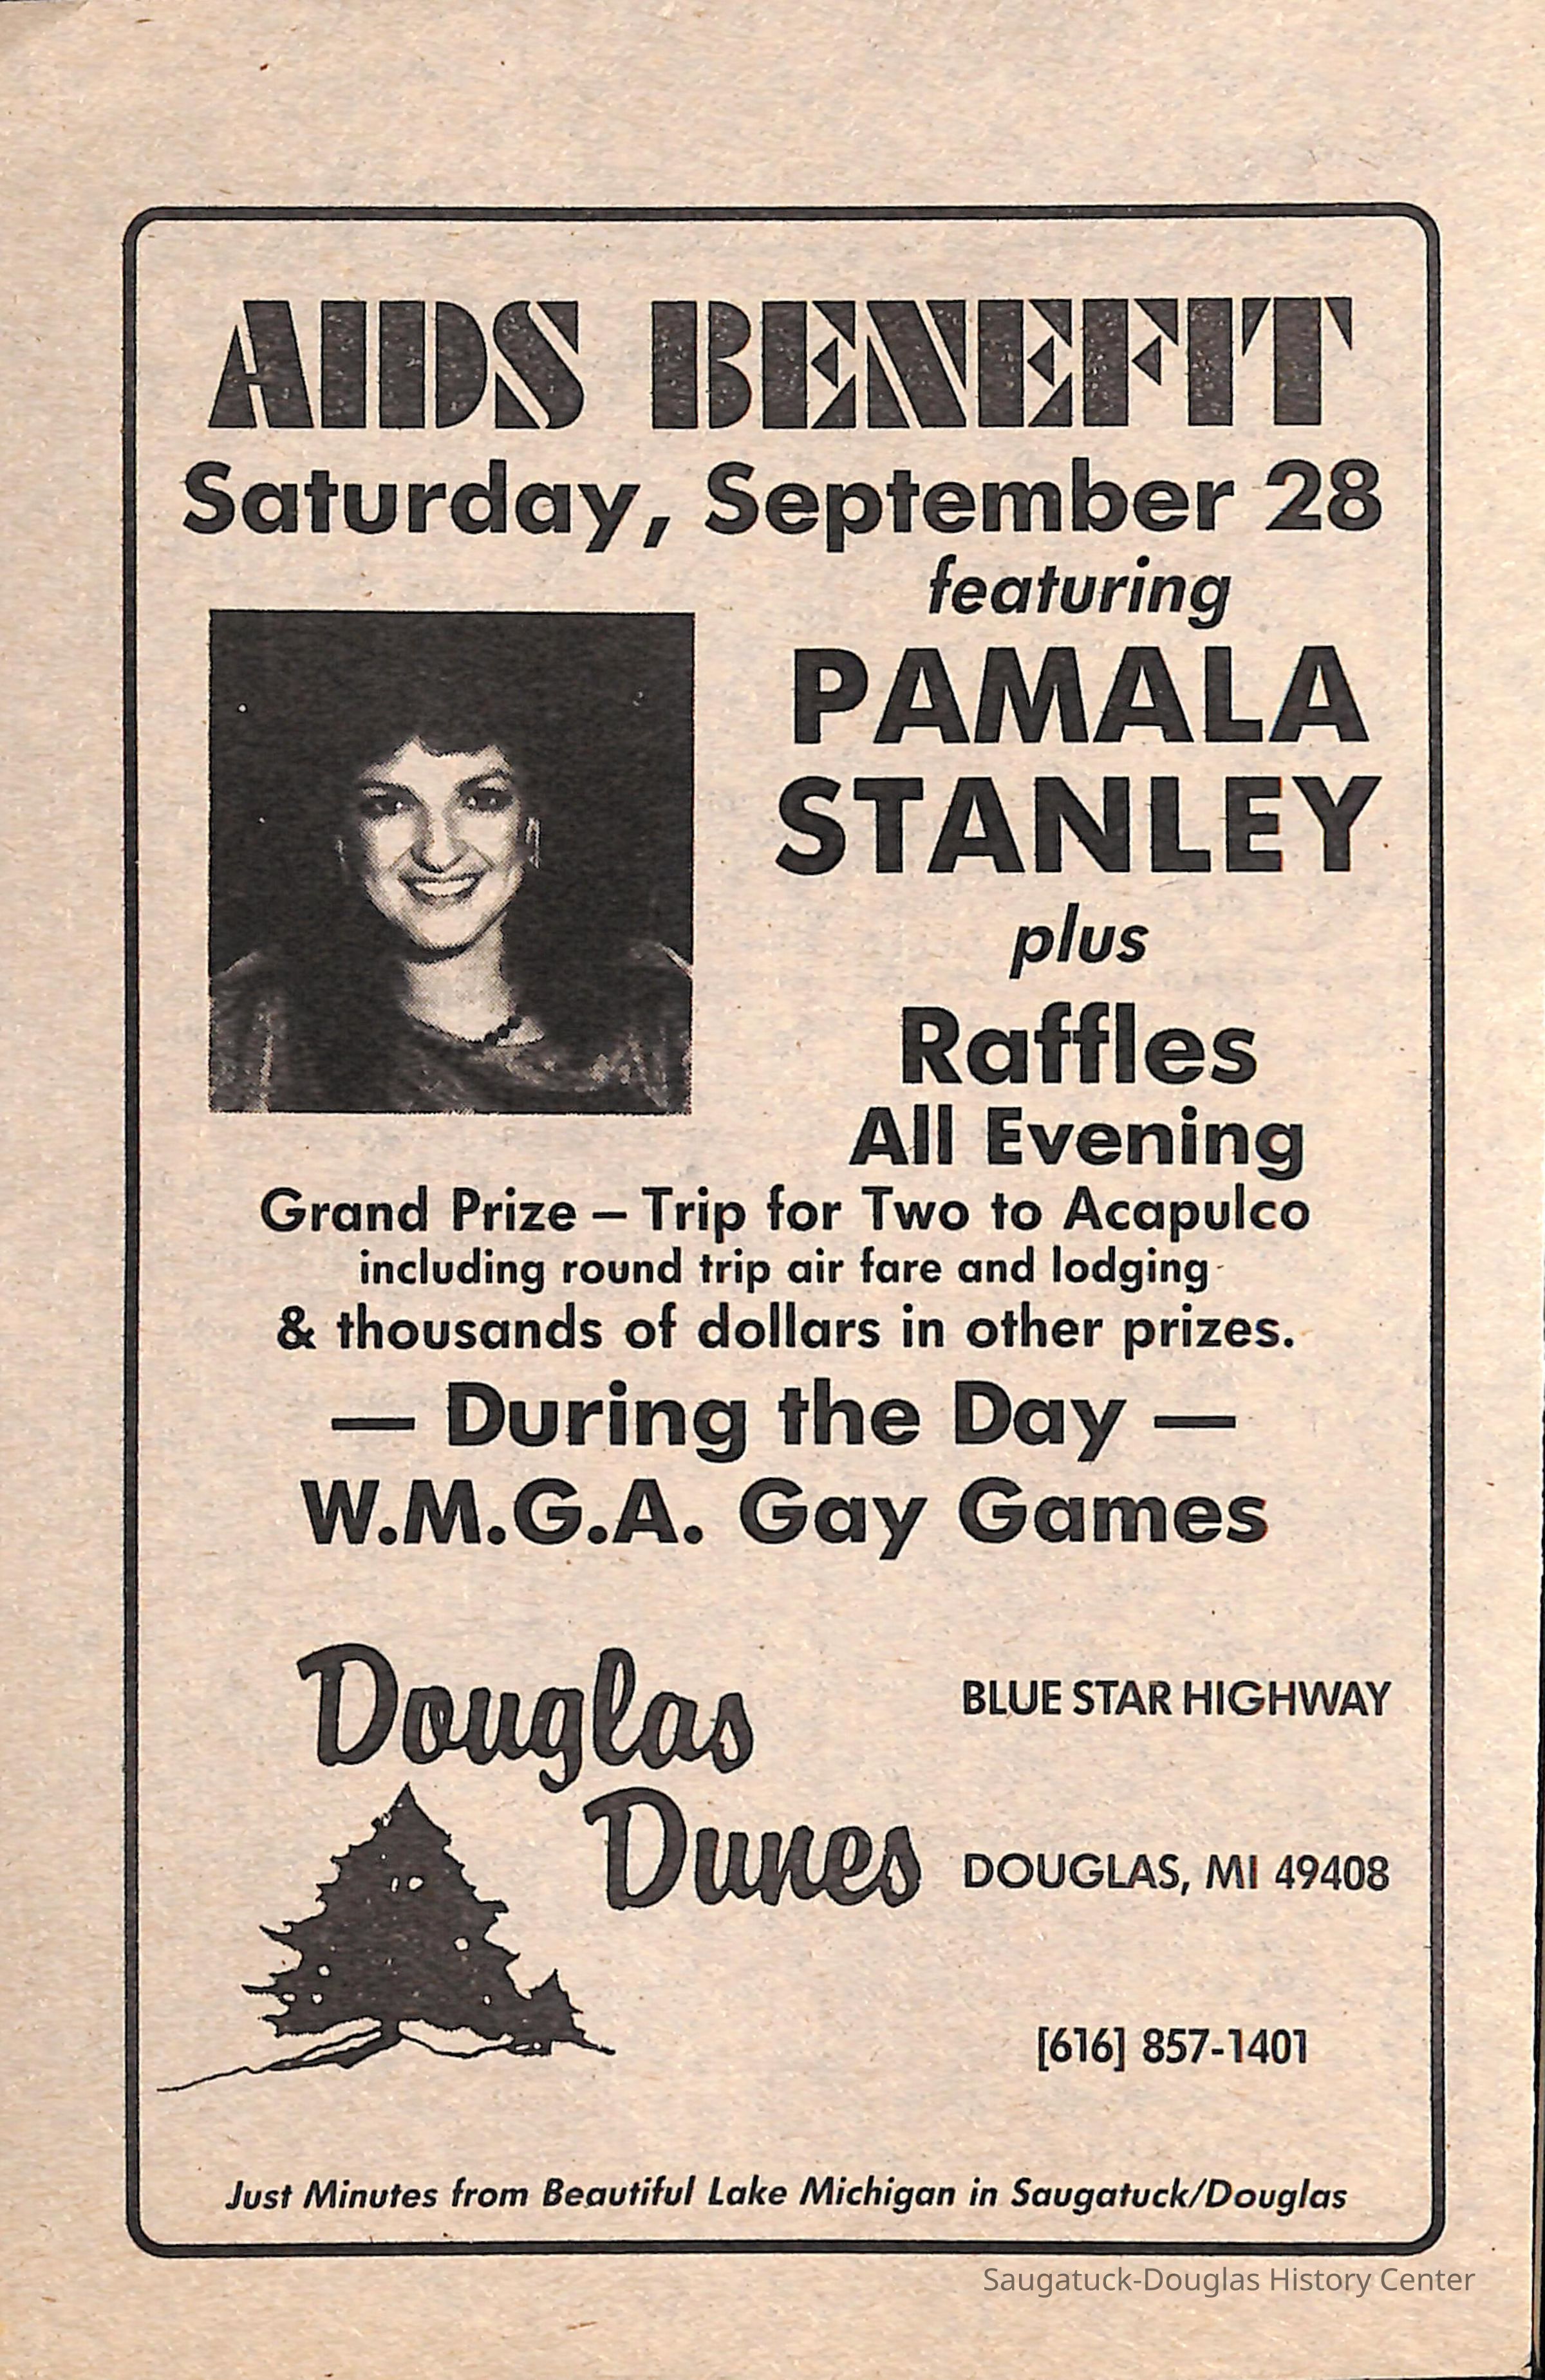 AIDS BENEFIT
Saturday, September 28
featuring
PAMALA
STANLEY
plus
Raffles
All Evening
Grand Prize – Trip for Two to Acapulco
including round trip air fare and lodging
& thousands of dollars in other prizes.
— During the Day —
W.M.G.A. Gay Games
Douglas
Dunes
BLUE STAR HIGHWAY
DOUGLAS, MI 49408
[616] 857-1401
Just Minutes from Beautiful Lake Michigan in Saugatuck/Douglas
Saugatuck-Douglas History Center